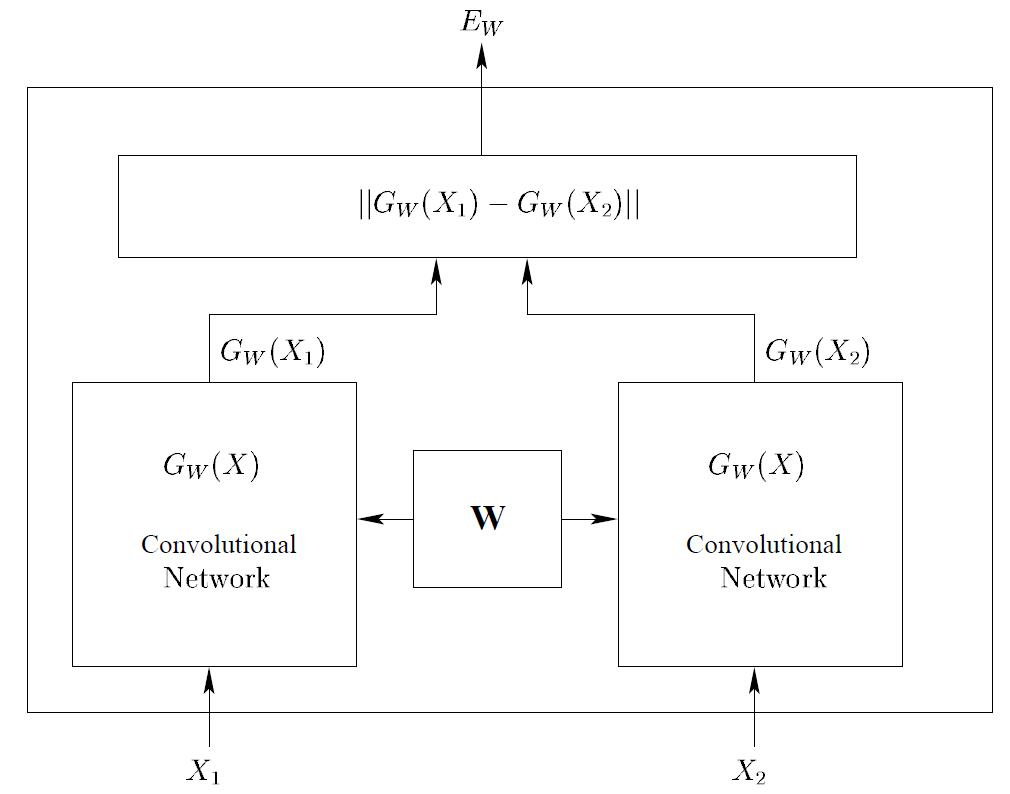 E_W
||G_W(X_1) − G_W(X_2)||
G_W(X_1)
G_W(X_2)
G_W(X)
Convolutional
Network
W
G_W(X)
Convolutional
Network
X_1
X_2